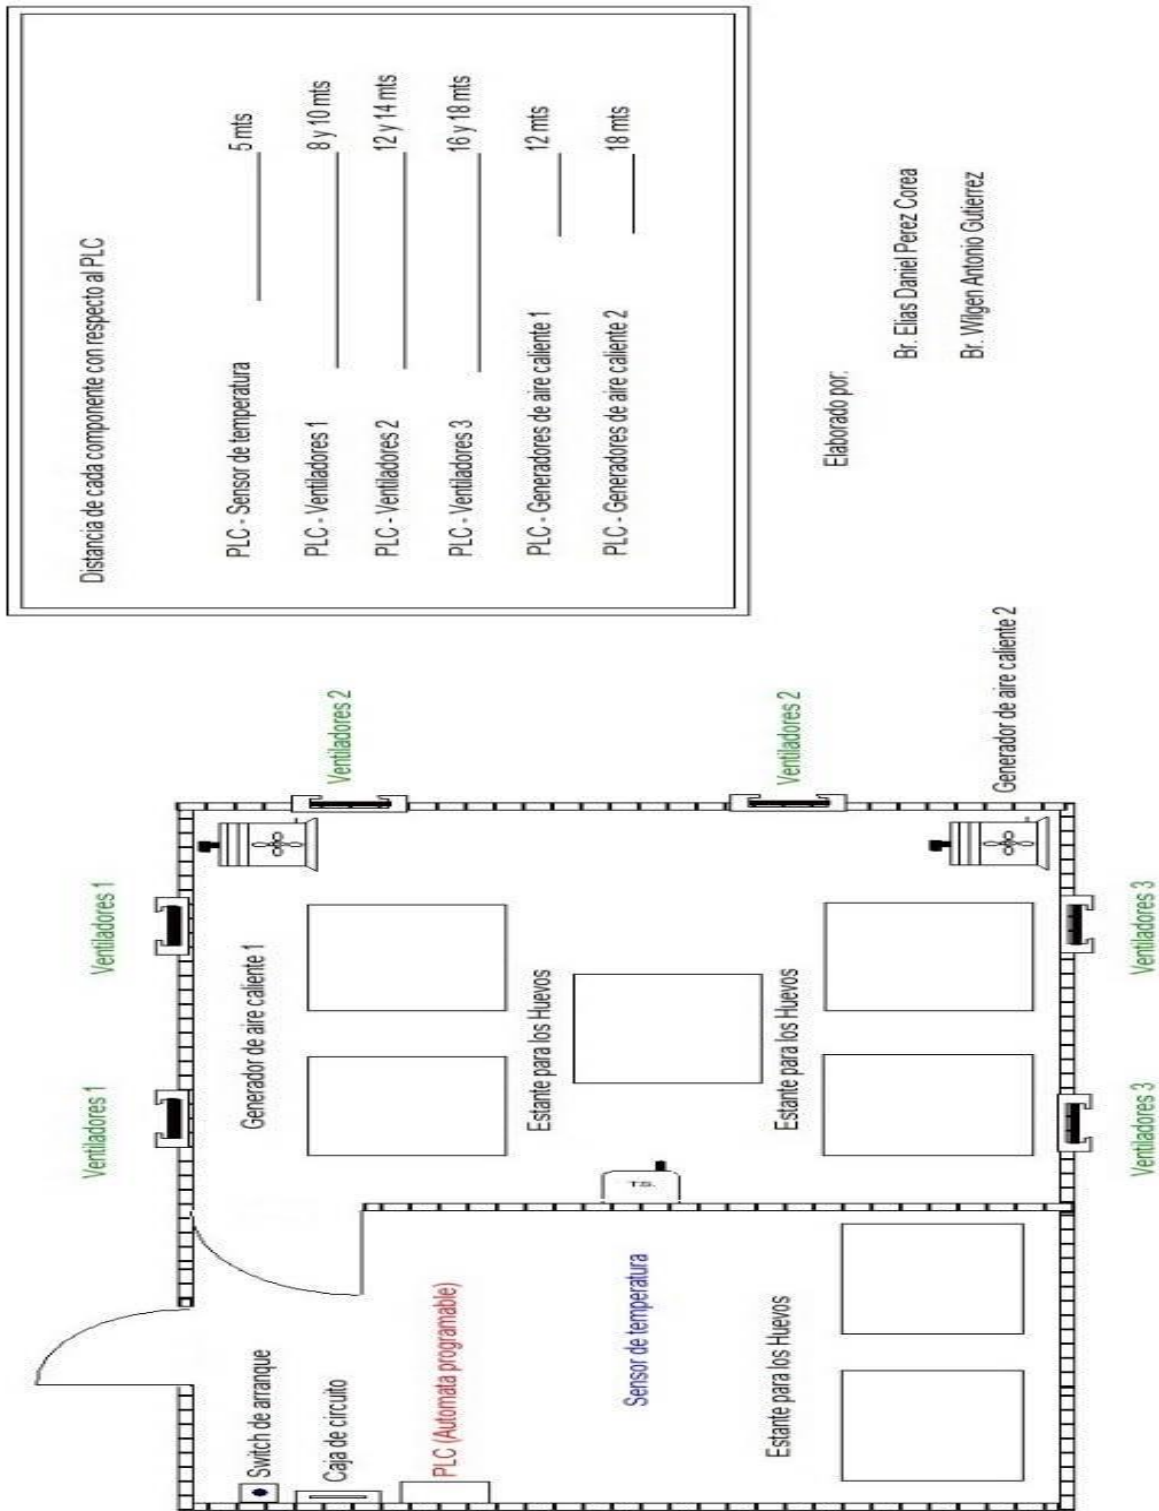 Distancia de cada componente con respecto al PLC
PLC - Sensor de temperatura 5 mts
PLC - Ventiladores 1 8 y 10 mts
PLC - Ventiladores 2 12 y 14 mts
PLC - Ventiladores 3 16 y 18 mts
PLC - Generadores de aire caliente 1 12 mts
PLC - Generadores de aire caliente 2 18 mts
Elaborado por:
Br. Elias Daniel Perez Corea
Br. Wilgen Antonio Gutierrez
Ventiladores 1
Ventiladores 1
Switch de arranque
Generador de aire caliente 1
Ventiladores 2
Caja de circuito
PLC (Automata programable)
Estante para los Huevos
Sensor de temperatura
T.S.
Estante para los Huevos
Estante para los Huevos
Ventiladores 2
Generador de aire caliente 2
Ventiladores 3
Ventiladores 3